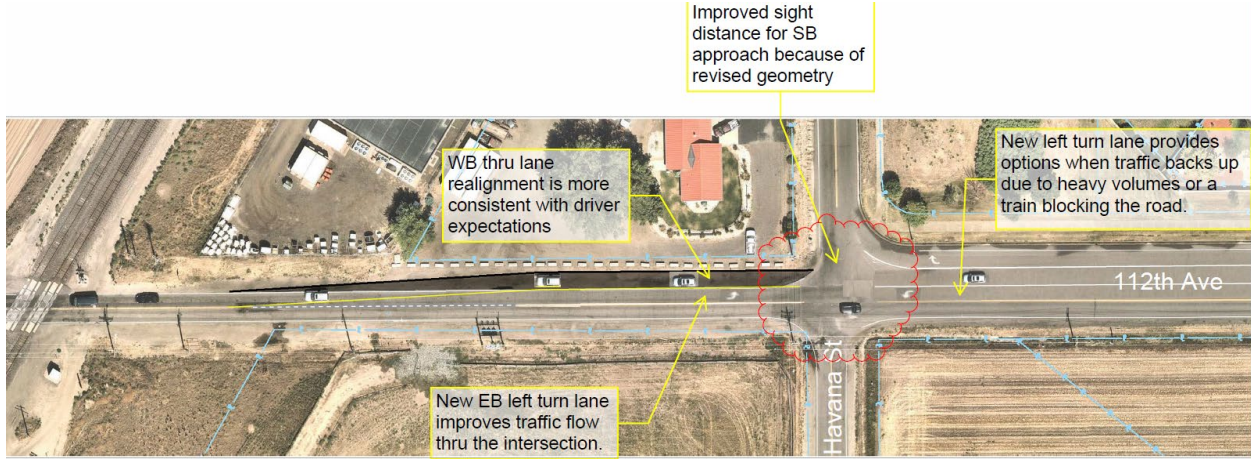 Improved sight
distance for SB
approach because of
revised geometry
WB thru lane
realignment is more
consistent with driver
expectations
New left turn lane provides
options when traffic backs up
due to heavy volumes or a
train blocking the road.
112th Ave
New EB left turn lane
improves traffic flow
thru the intersection.
Havana St